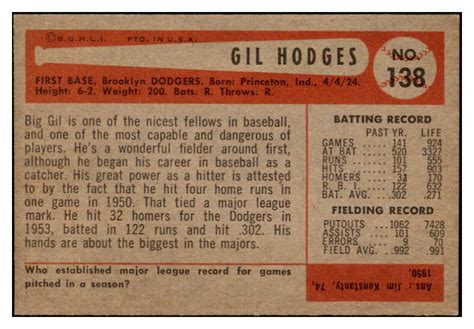 ©B.G.H.L.I. PTD. IN U.S.A.
GIL HODGES
NO.
138
FIRST BASE, Brooklyn DODGERS. Born: Princeton, Ind., 4/4/24.
Height: 6-2. Weight: 200. Bats: R. Throws: R.
Big Gil is one of the nicest fellows in baseball,
and one of the most capable and dangerous of
players. He's a wonderful fielder around first,
although he began his career in baseball as a
catcher. His great power as a hitter is attested
to by the fact that he hit four home runs in
one game in 1950. That tied a major league
mark. He hit 32 homers for the Dodgers in
1953, batted in 122 runs and hit .302. His
hands are about the biggest in the majors.
BATTING RECORD
PAST YR. LIFE
GAMES 141 924
AT BAT 520 3327
RUNS 101 555
HITS 157
HOMERS 170
R. B. I. 122 632
BAT. AVG. .302 .271
FIELDING RECORD
PUTOUTS 1062 7428
ASSISTS 101 609
ERRORS 9 70
FIELD AVG. .992 .991
Who established major league record for games
pitched in a season?
Ans.: Jim Konstanty, 74,
1950.